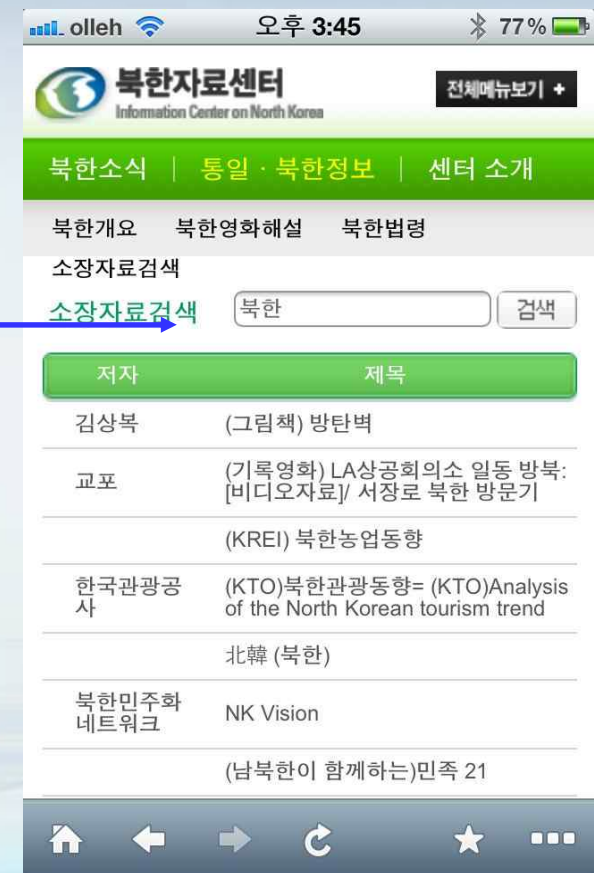 olleh 오후 3:45 77%
북한자료센터
Information Center on North Korea
전체메뉴보기 +
북한소식 | 통일 · 북한정보 | 센터 소개
북한개요 북한영화해설 북한법령
소장자료검색
소장자료검색 북한 검색
저자 제목
김상복 (그림책) 방탄벽
교포 (기록영화) LA상공회의소 일동 방북:
[비디오자료]/ 서장로 북한 방문기
(KREI) 북한농업동향
한국관광공
사
(KTO)북한관광동향= (KTO)Analysis
of the North Korean tourism trend
北韓 (북한)
북한민주화
네트워크
NK Vision
(남북한이 함께하는)민족 21